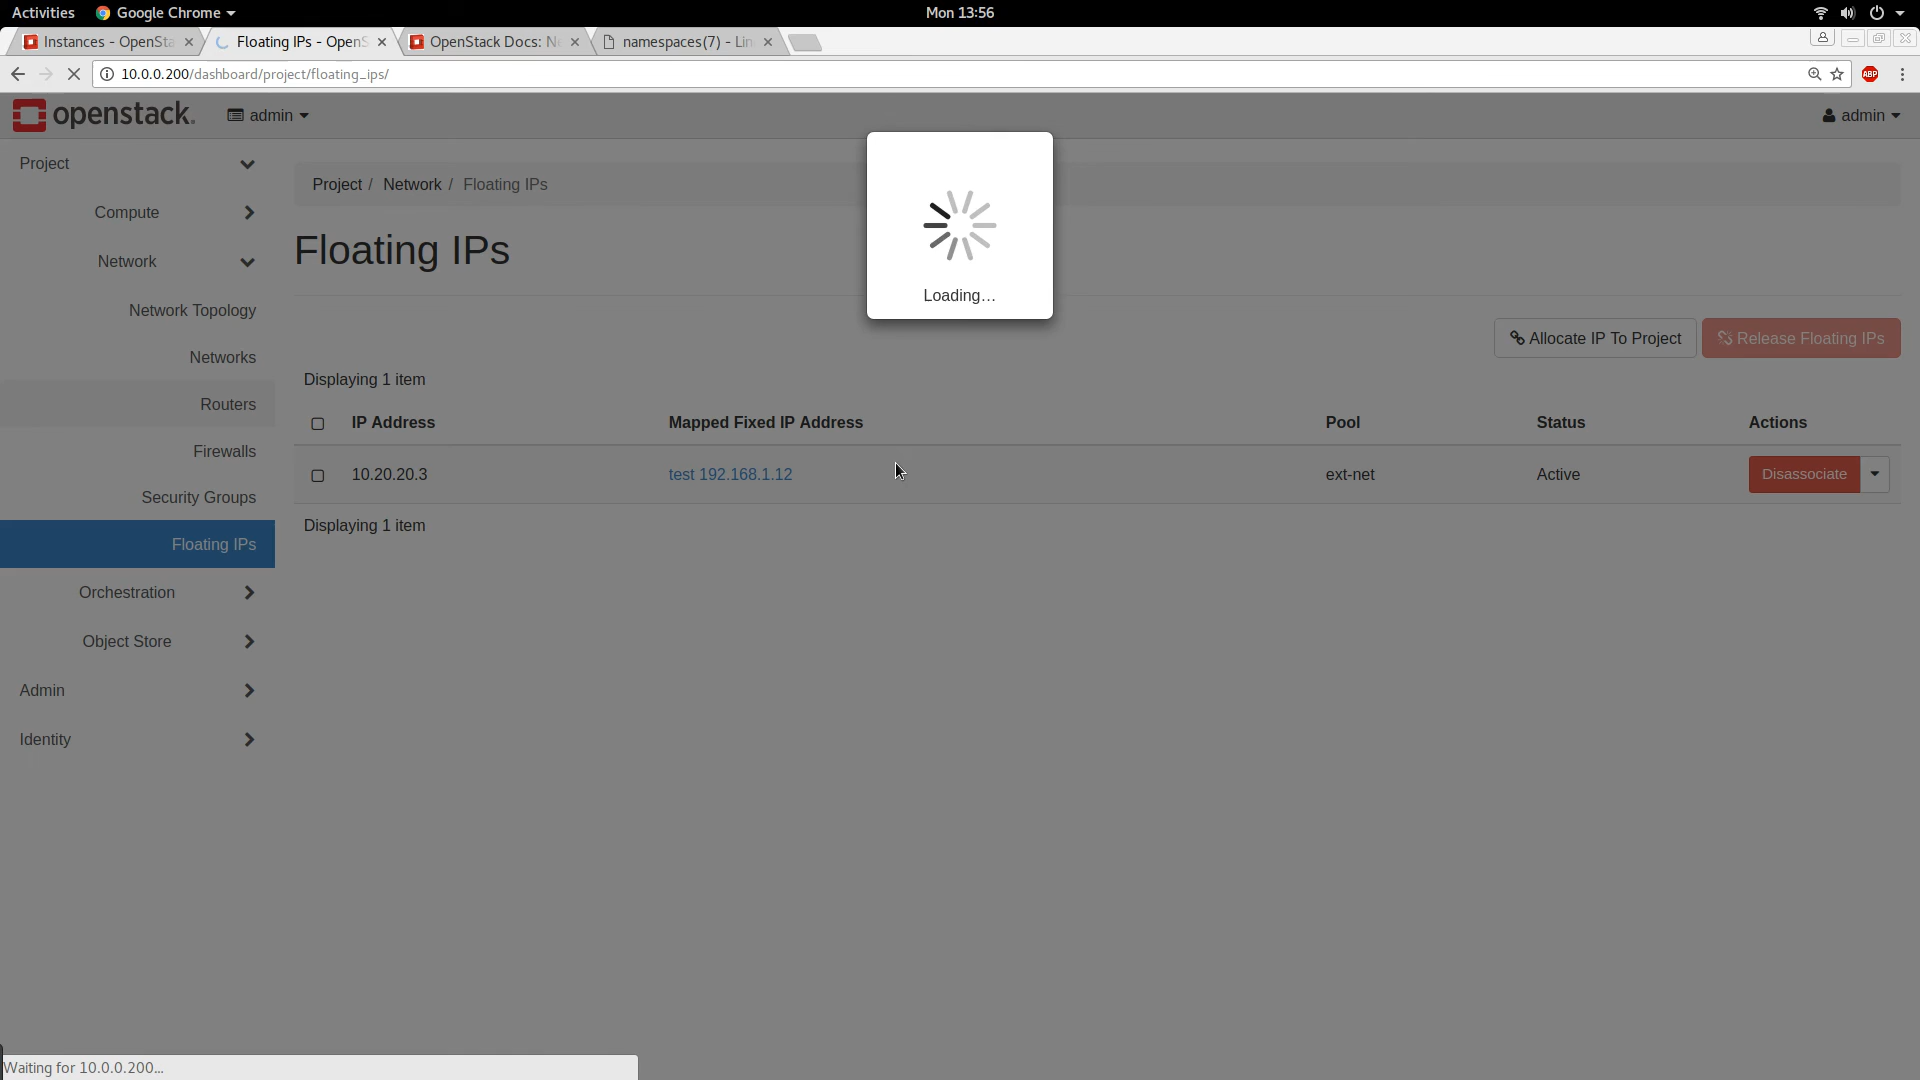 Activities Google Chrome Mon 13:56
Instances - OpenSta Floating IPs - OpenS OpenStack Docs: N namespaces(7) - Lin
10.0.0.200/dashboard/project/floating_ips/ ABP
openstack. admin admin
Project
Compute
Network
Network Topology
Networks
Routers
Firewalls
Security Groups
Floating IPs
Orchestration
Object Store
Admin
Identity
Project / Network / Floating IPs
Floating IPs
Loading...
Allocate IP To Project Release Floating IPs
Displaying 1 item
IP Address Mapped Fixed IP Address Pool Status Actions
10.20.20.3 test 192.168.1.12 ext-net Active Disassociate
Displaying 1 item
Waiting for 10.0.0.200...